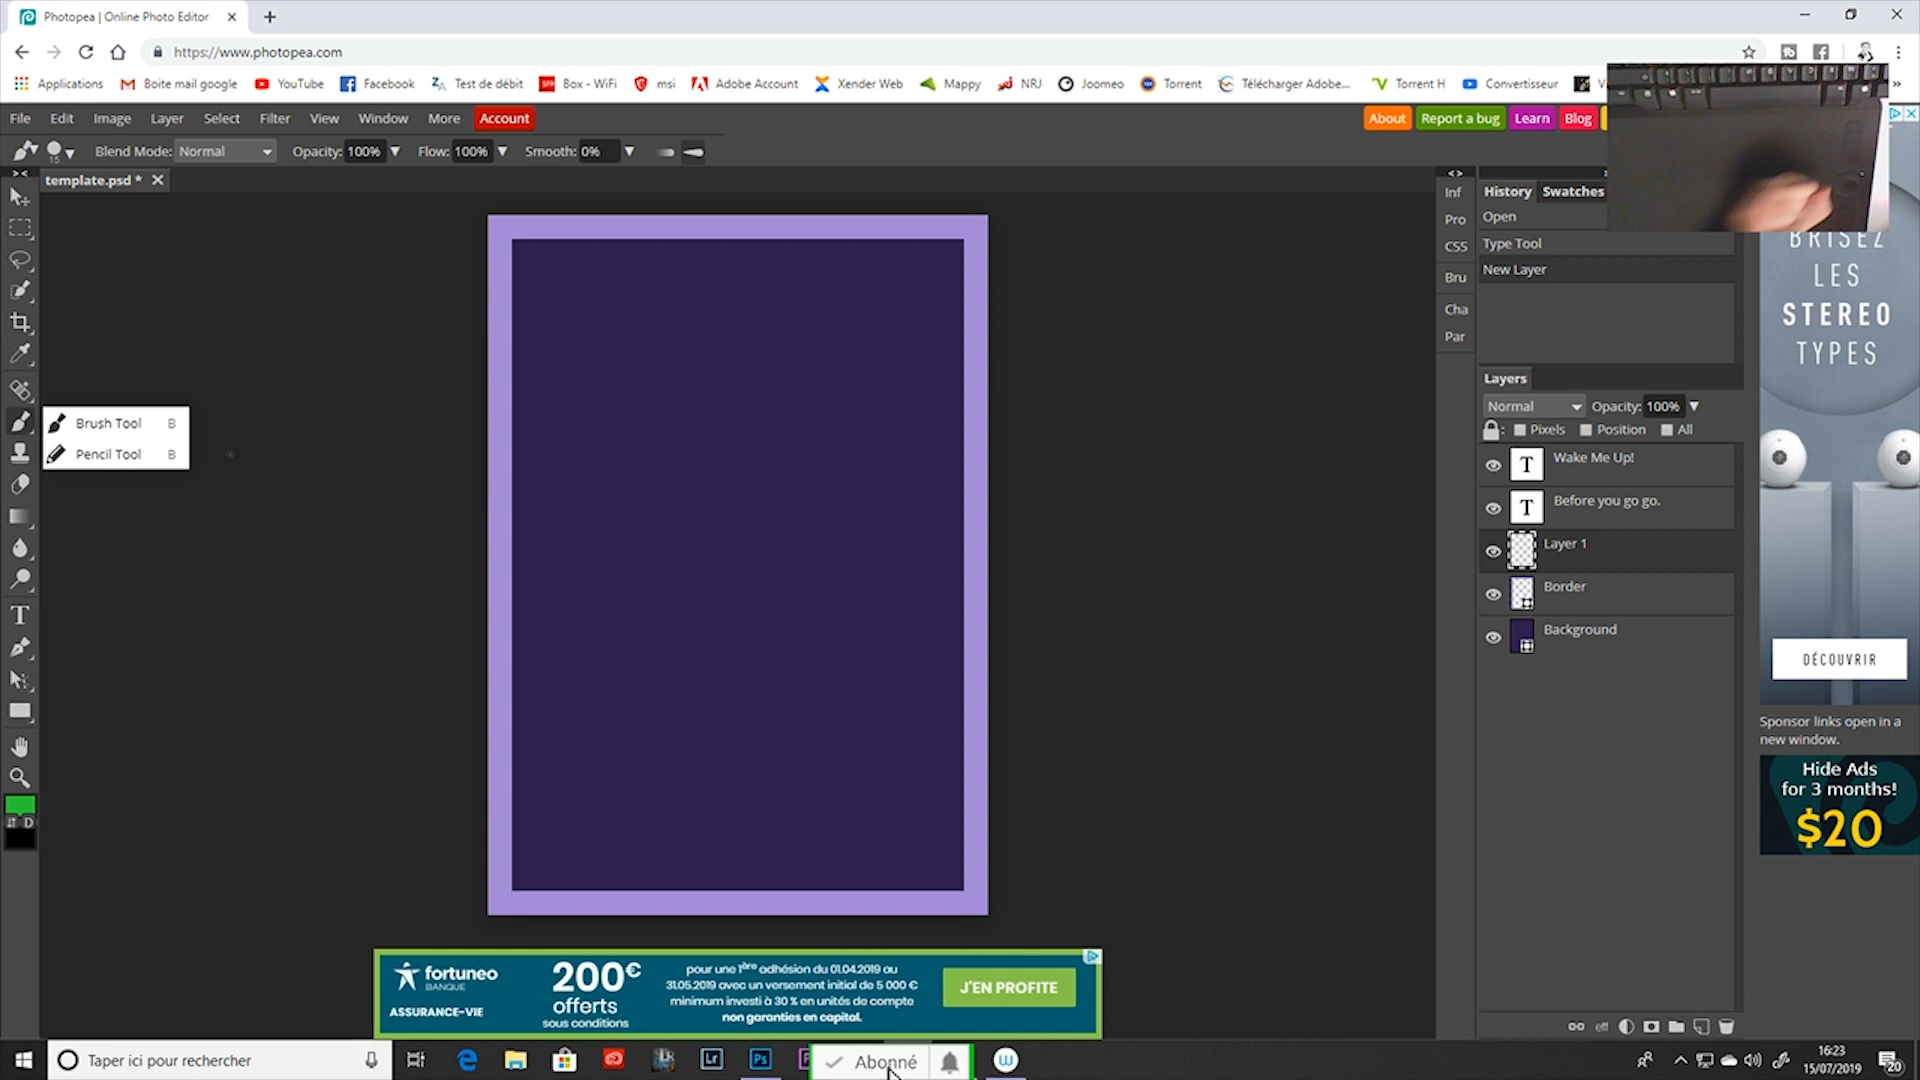 Photopea | Online Photo Editor
https://www.photopea.com
Applications
Boite mail google
YouTube
Facebook
Test de débit
Box - WiFi
msi
Adobe Account
Xender Web
Mappy
NRJ
Joomeo
Torrent
Télécharger Adobe...
Torrent H
Convertisseur
File Edit Image Layer Select Filter View Window More Account
About Report a bug Learn Blog
15
Blend Mode: Normal Opacity: 100% Flow: 100% Smooth: 0%
template.psd *
Brush Tool B
Pencil Tool B
T
D
Inf
Pro
CSS
Bru
Cha
Par
History Swatches
Open
Type Tool
New Layer
Layers
Normal Opacity: 100%
Pixels Position All
T Wake Me Up!
T Before you go go.
Layer 1
Border
Background
eff
BRISEZ
LES
STEREO
TYPES
DÉCOUVRIR
Sponsor links open in a
new window.
Hide Ads
for 3 months!
$20
fortuneo
BANQUE
ASSURANCE-VIE
200€
offerts
sous conditions
pour une 1ère adhésion du 01.04.2019 au
31.05.2019 avec un versement initial de 5 000 €
minimum investi à 30 % en unités de compte
non garanties en capital.
J'EN PROFITE
Taper ici pour rechercher
Lr
Ps
Abonné
16:23
15/07/2019
20